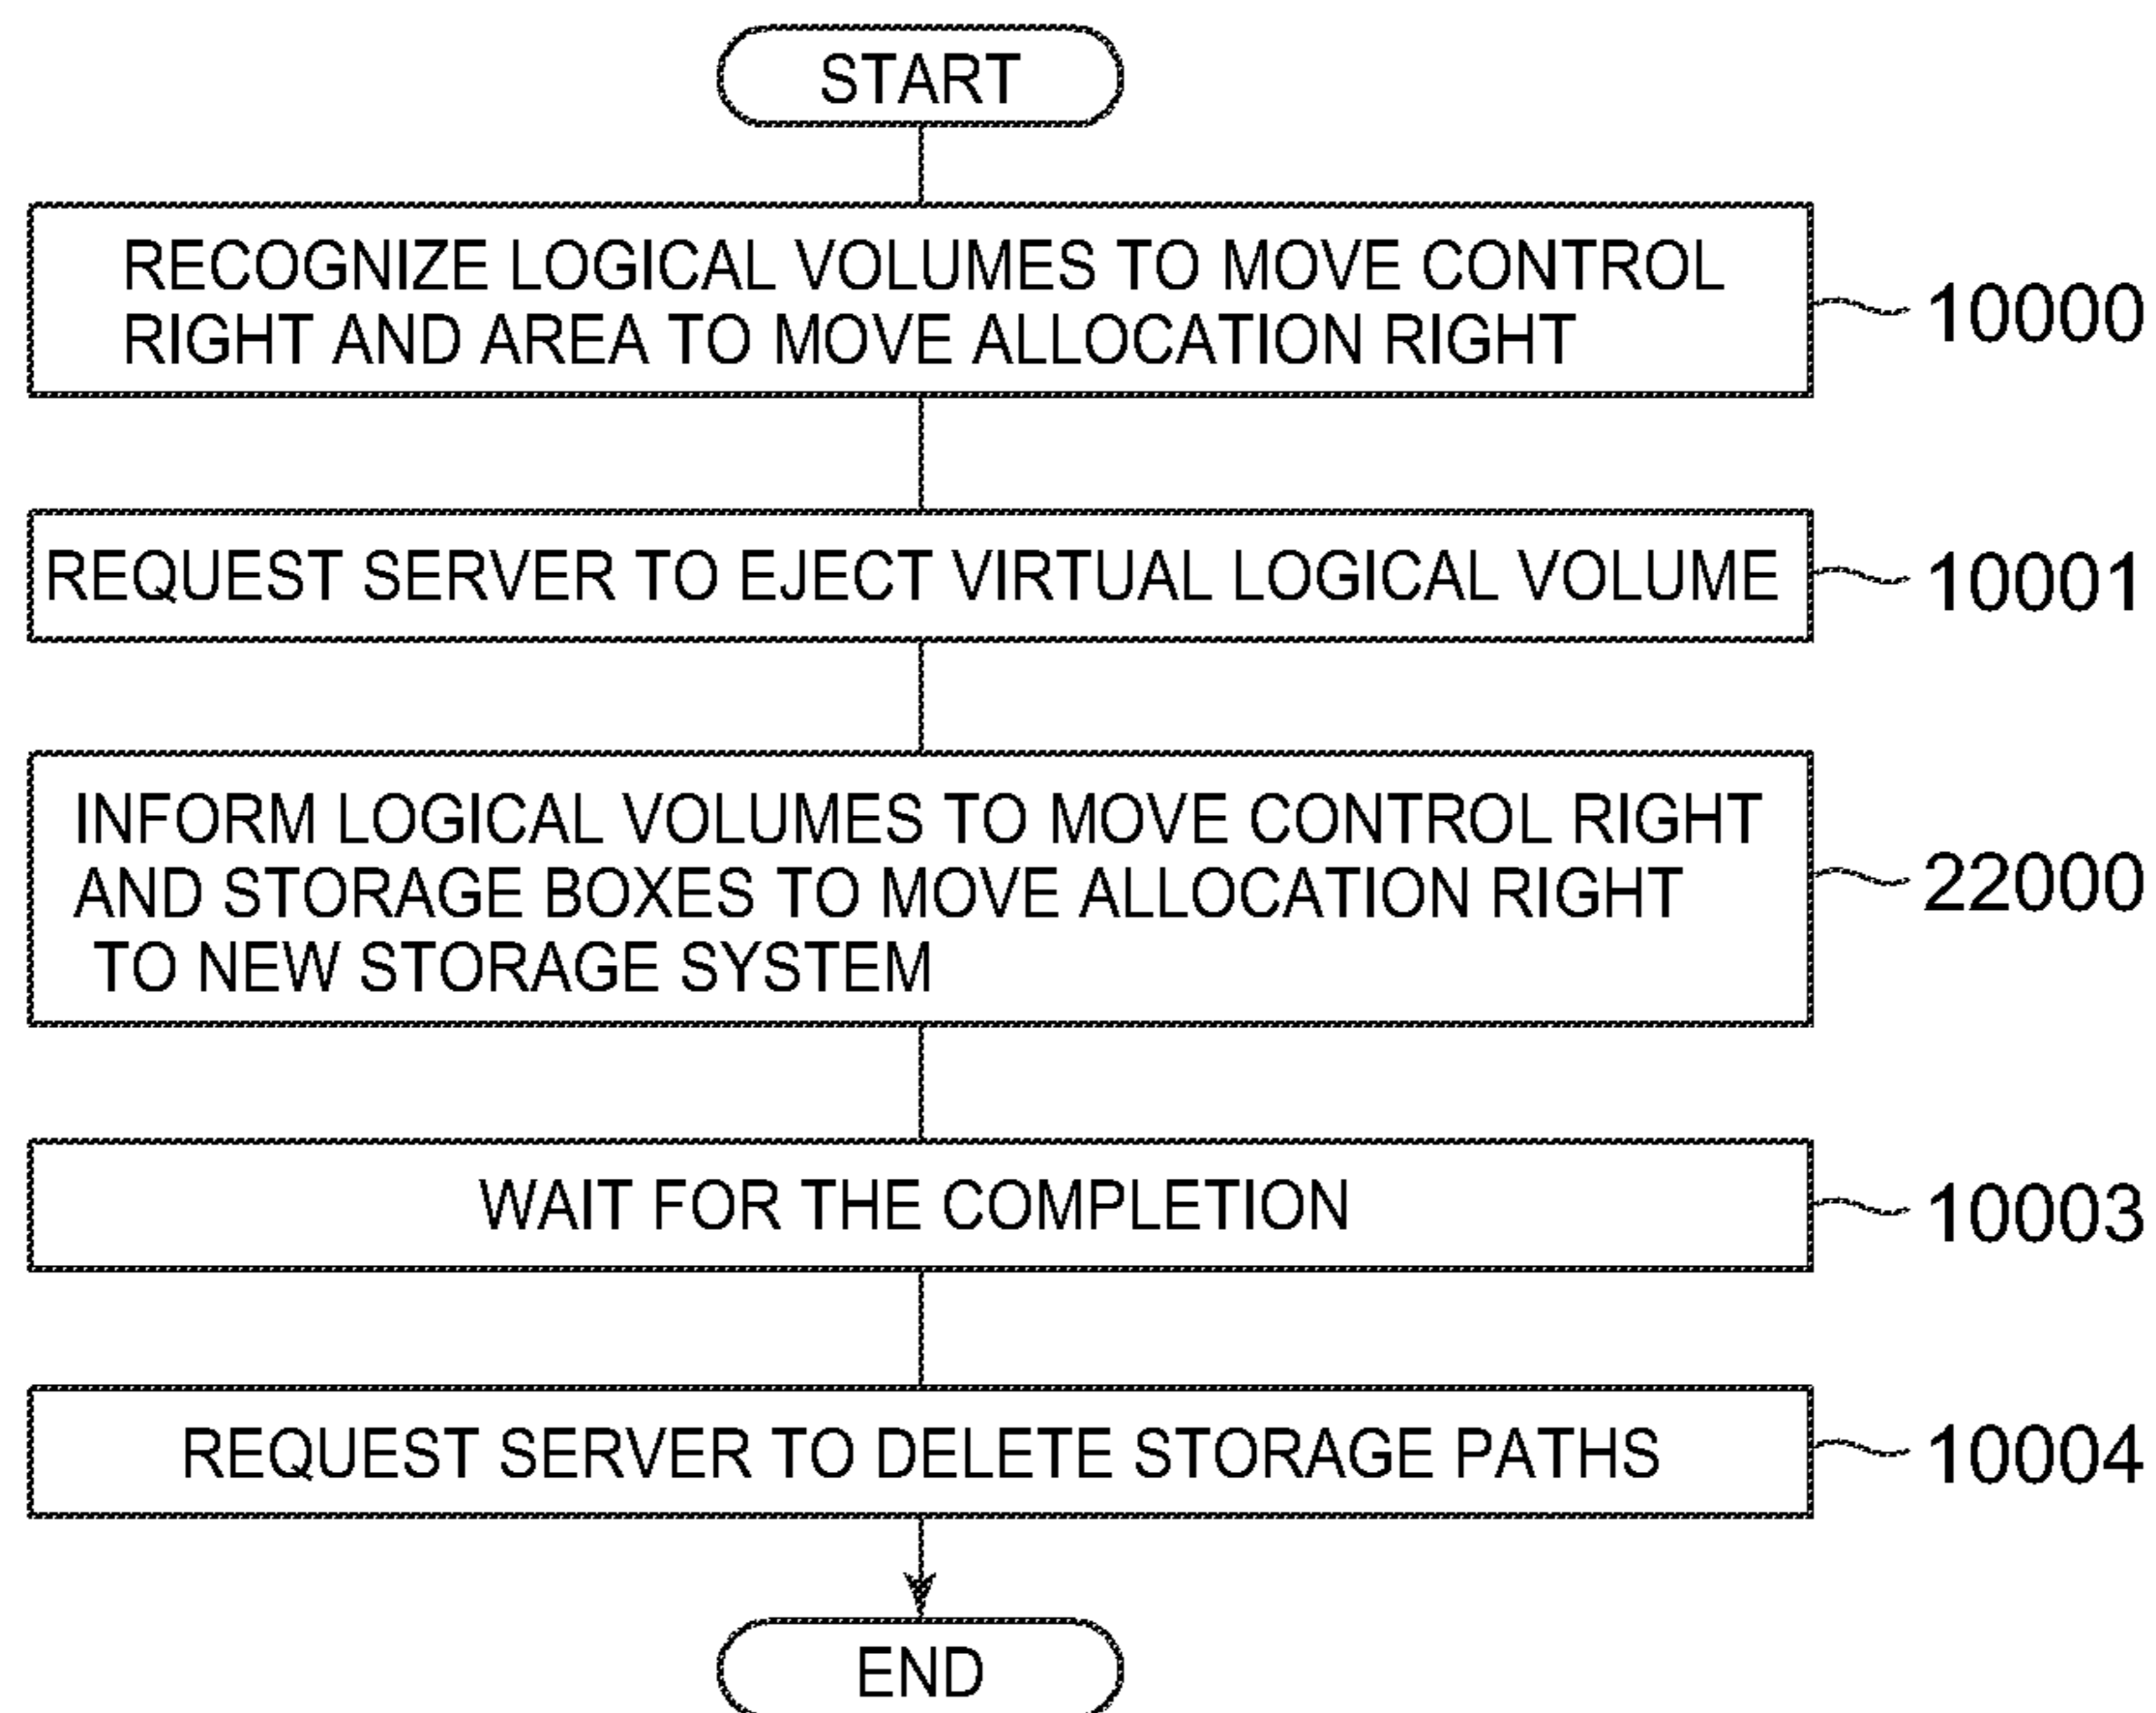 START
RECOGNIZE LOGICAL VOLUMES TO MOVE CONTROL
RIGHT AND AREA TO MOVE ALLOCATION RIGHT
10000
REQUEST SERVER TO EJECT VIRTUAL LOGICAL VOLUME
10001
INFORM LOGICAL VOLUMES TO MOVE CONTROL RIGHT
AND STORAGE BOXES TO MOVE ALLOCATION RIGHT
TO NEW STORAGE SYSTEM
22000
WAIT FOR THE COMPLETION
10003
REQUEST SERVER TO DELETE STORAGE PATHS
10004
END